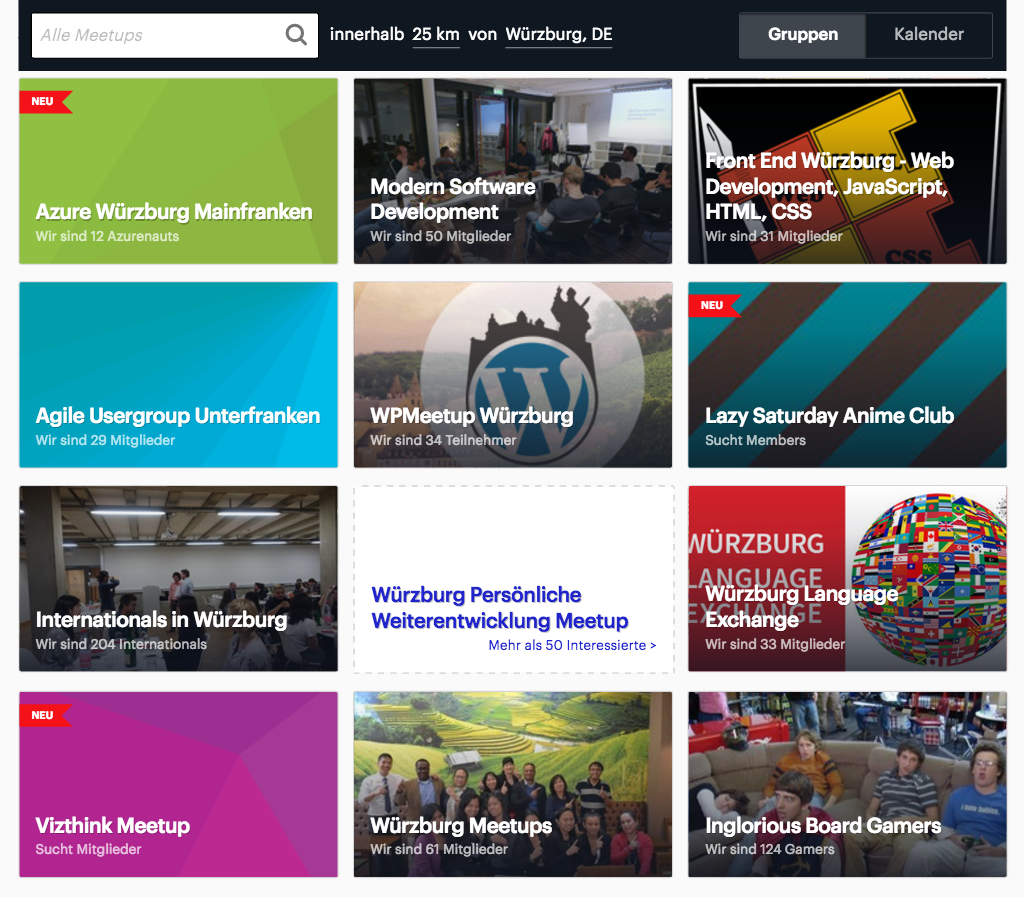 Alle Meetups
innerhalb 25 km von Würzburg, DE
Gruppen
Kalender
NEU
Azure Würzburg Mainfranken
Wir sind 12 Azurenauts
Modern Software
Development
Wir sind 50 Mitglieder
Front End Würzburg - Web
Development, JavaScript,
HTML, CSS
Wir sind 31 Mitglieder
Web
CSS
Agile Usergroup Unterfranken
Wir sind 29 Mitglieder
WPMeetup Würzburg
Wir sind 34 Teilnehmer
NEU
Lazy Saturday Anime Club
Sucht Members
Internationals in Würzburg
Wir sind 204 Internationals
Würzburg Persönliche
Weiterentwicklung Meetup
Mehr als 50 Interessierte >
WÜRZBURG
LANGUAGE
EXCHANGE
Würzburg Language
Exchange
Wir sind 33 Mitglieder
NEU
Vizthink Meetup
Sucht Mitglieder
Würzburg Meetups
Wir sind 61 Mitglieder
Inglorious Board Gamers
Wir sind 124 Gamers